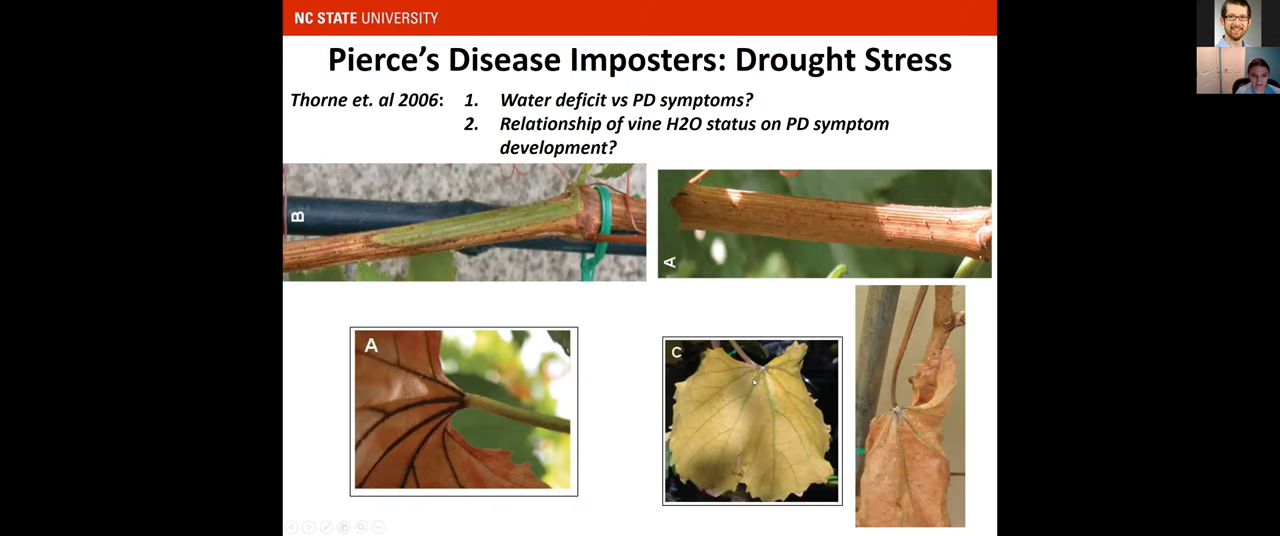 NC STATE UNIVERSITY
Pierce's Disease Imposters: Drought Stress
Thorne et. al 2006: 1. Water deficit vs PD symptoms?
2. Relationship of vine H2O status on PD symptom
development?
B
A
A
C